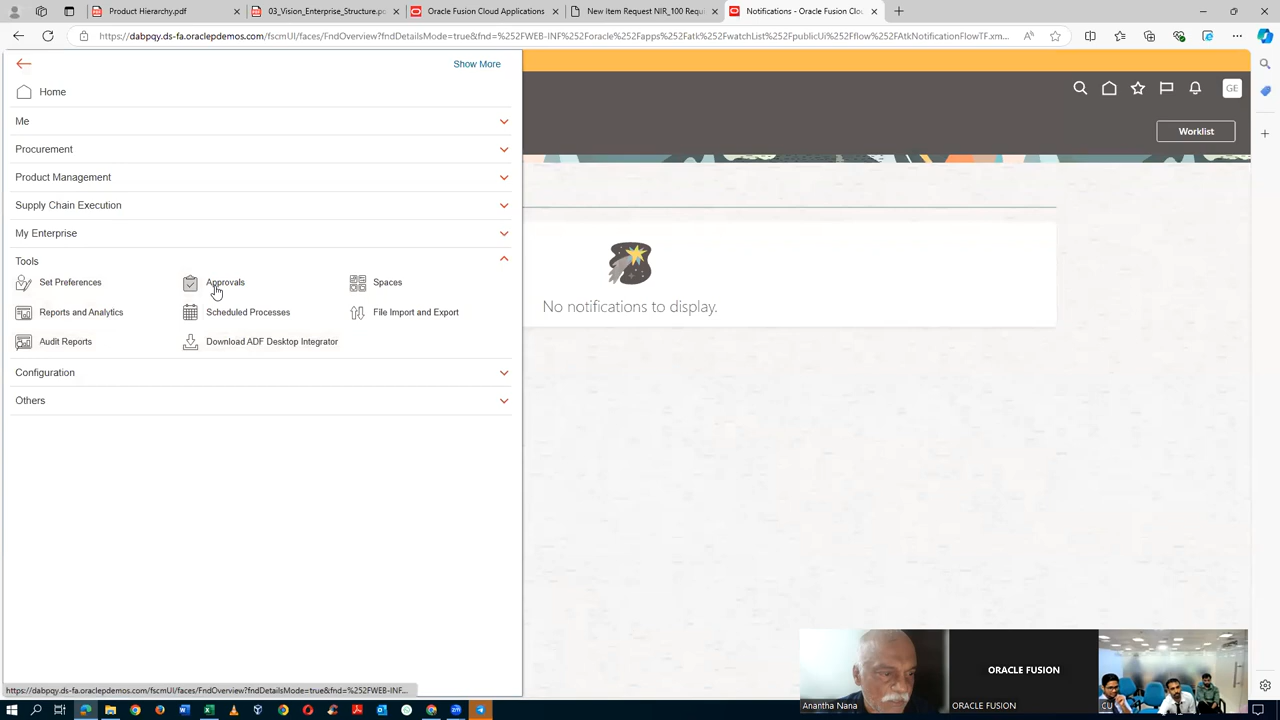 Product Hierarchy.pdf
03_Vision_Enterprise_Structure.p
Oracle Fusion Cloud Applications
New Item Request NIR_100 Requ
Notifications - Oracle Fusion Clo
https://dabpqy.ds-fa.oraclepdemos.com/fscmUI/faces/FndOverview?fndDetailsMode=true&fnd=%252FWEB-INF%252Foracle%252Fapps%252Fatk%252FwatchList%252FpublicUi%252Fflow%252FAtkNotificationFlowTF.xm...
Show More
Home
GE
Me
Worklist
Procurement
Product Management
Supply Chain Execution
My Enterprise
Tools
Set Preferences
Approvals
Spaces
Reports and Analytics
Scheduled Processes
File Import and Export
No notifications to display.
Audit Reports
Download ADF Desktop Integrator
Configuration
Others
ORACLE FUSION
https://dabpqy.ds-fa.oraclepdemos.com/fscmUI/faces/FndOverview?fndDetailsMode=true&fnd=%252FWEB-INF...
Anantha Nana
ORACLE FUSION
CU